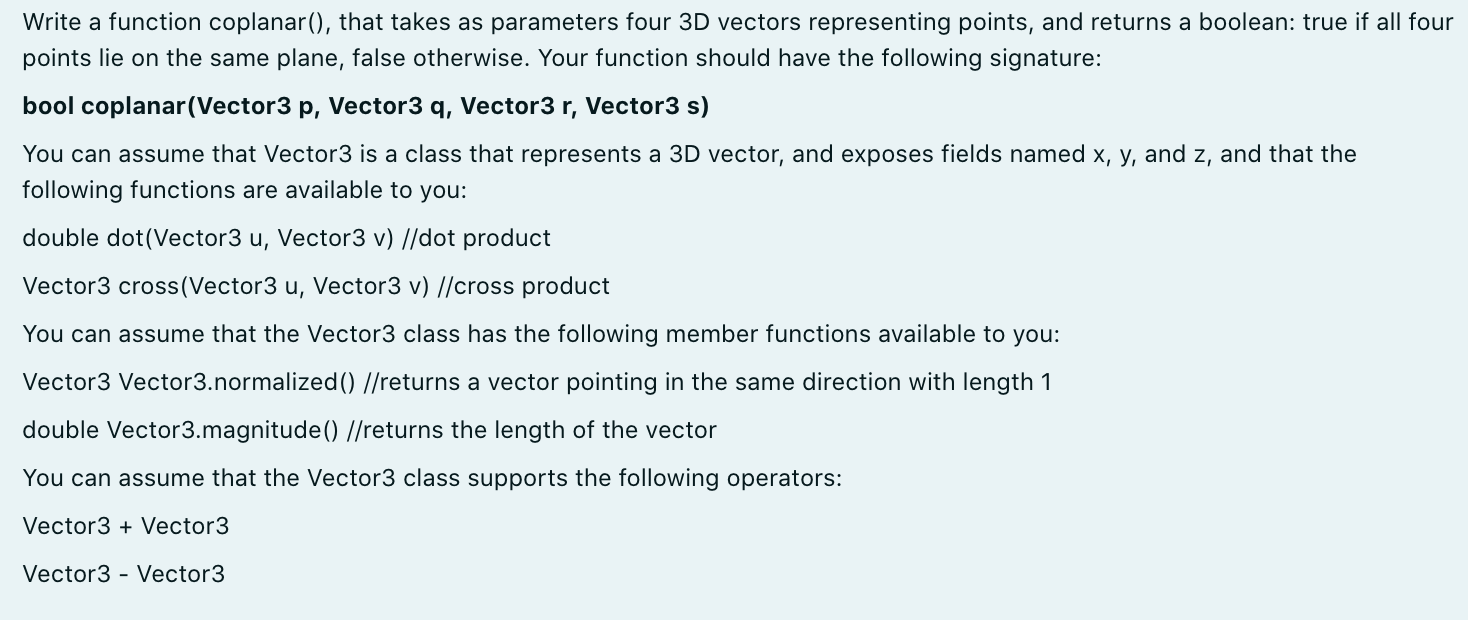 Write a function coplanar(), that takes as parameters four 3D vectors representing points, and returns a boolean: true if all four
points lie on the same plane, false otherwise. Your function should have the following signature:
bool coplanar(Vector3 p, Vector3 q, Vector3 r, Vector3 s)
You can assume that Vector3 is a class that represents a 3D vector, and exposes fields named x, y, and z, and that the
following functions are available to you:
double dot(Vector3 u, Vector3 v) //dot product
Vector3 cross(Vector3 u, Vector3 v) //cross product
You can assume that the Vector3 class has the following member functions available to you:
Vector3 Vector3.normalized() //returns a vector pointing in the same direction with length 1
double Vector3.magnitude() //returns the length of the vector
You can assume that the Vector3 class supports the following operators:
Vector3 + Vector3
Vector3 - Vector3